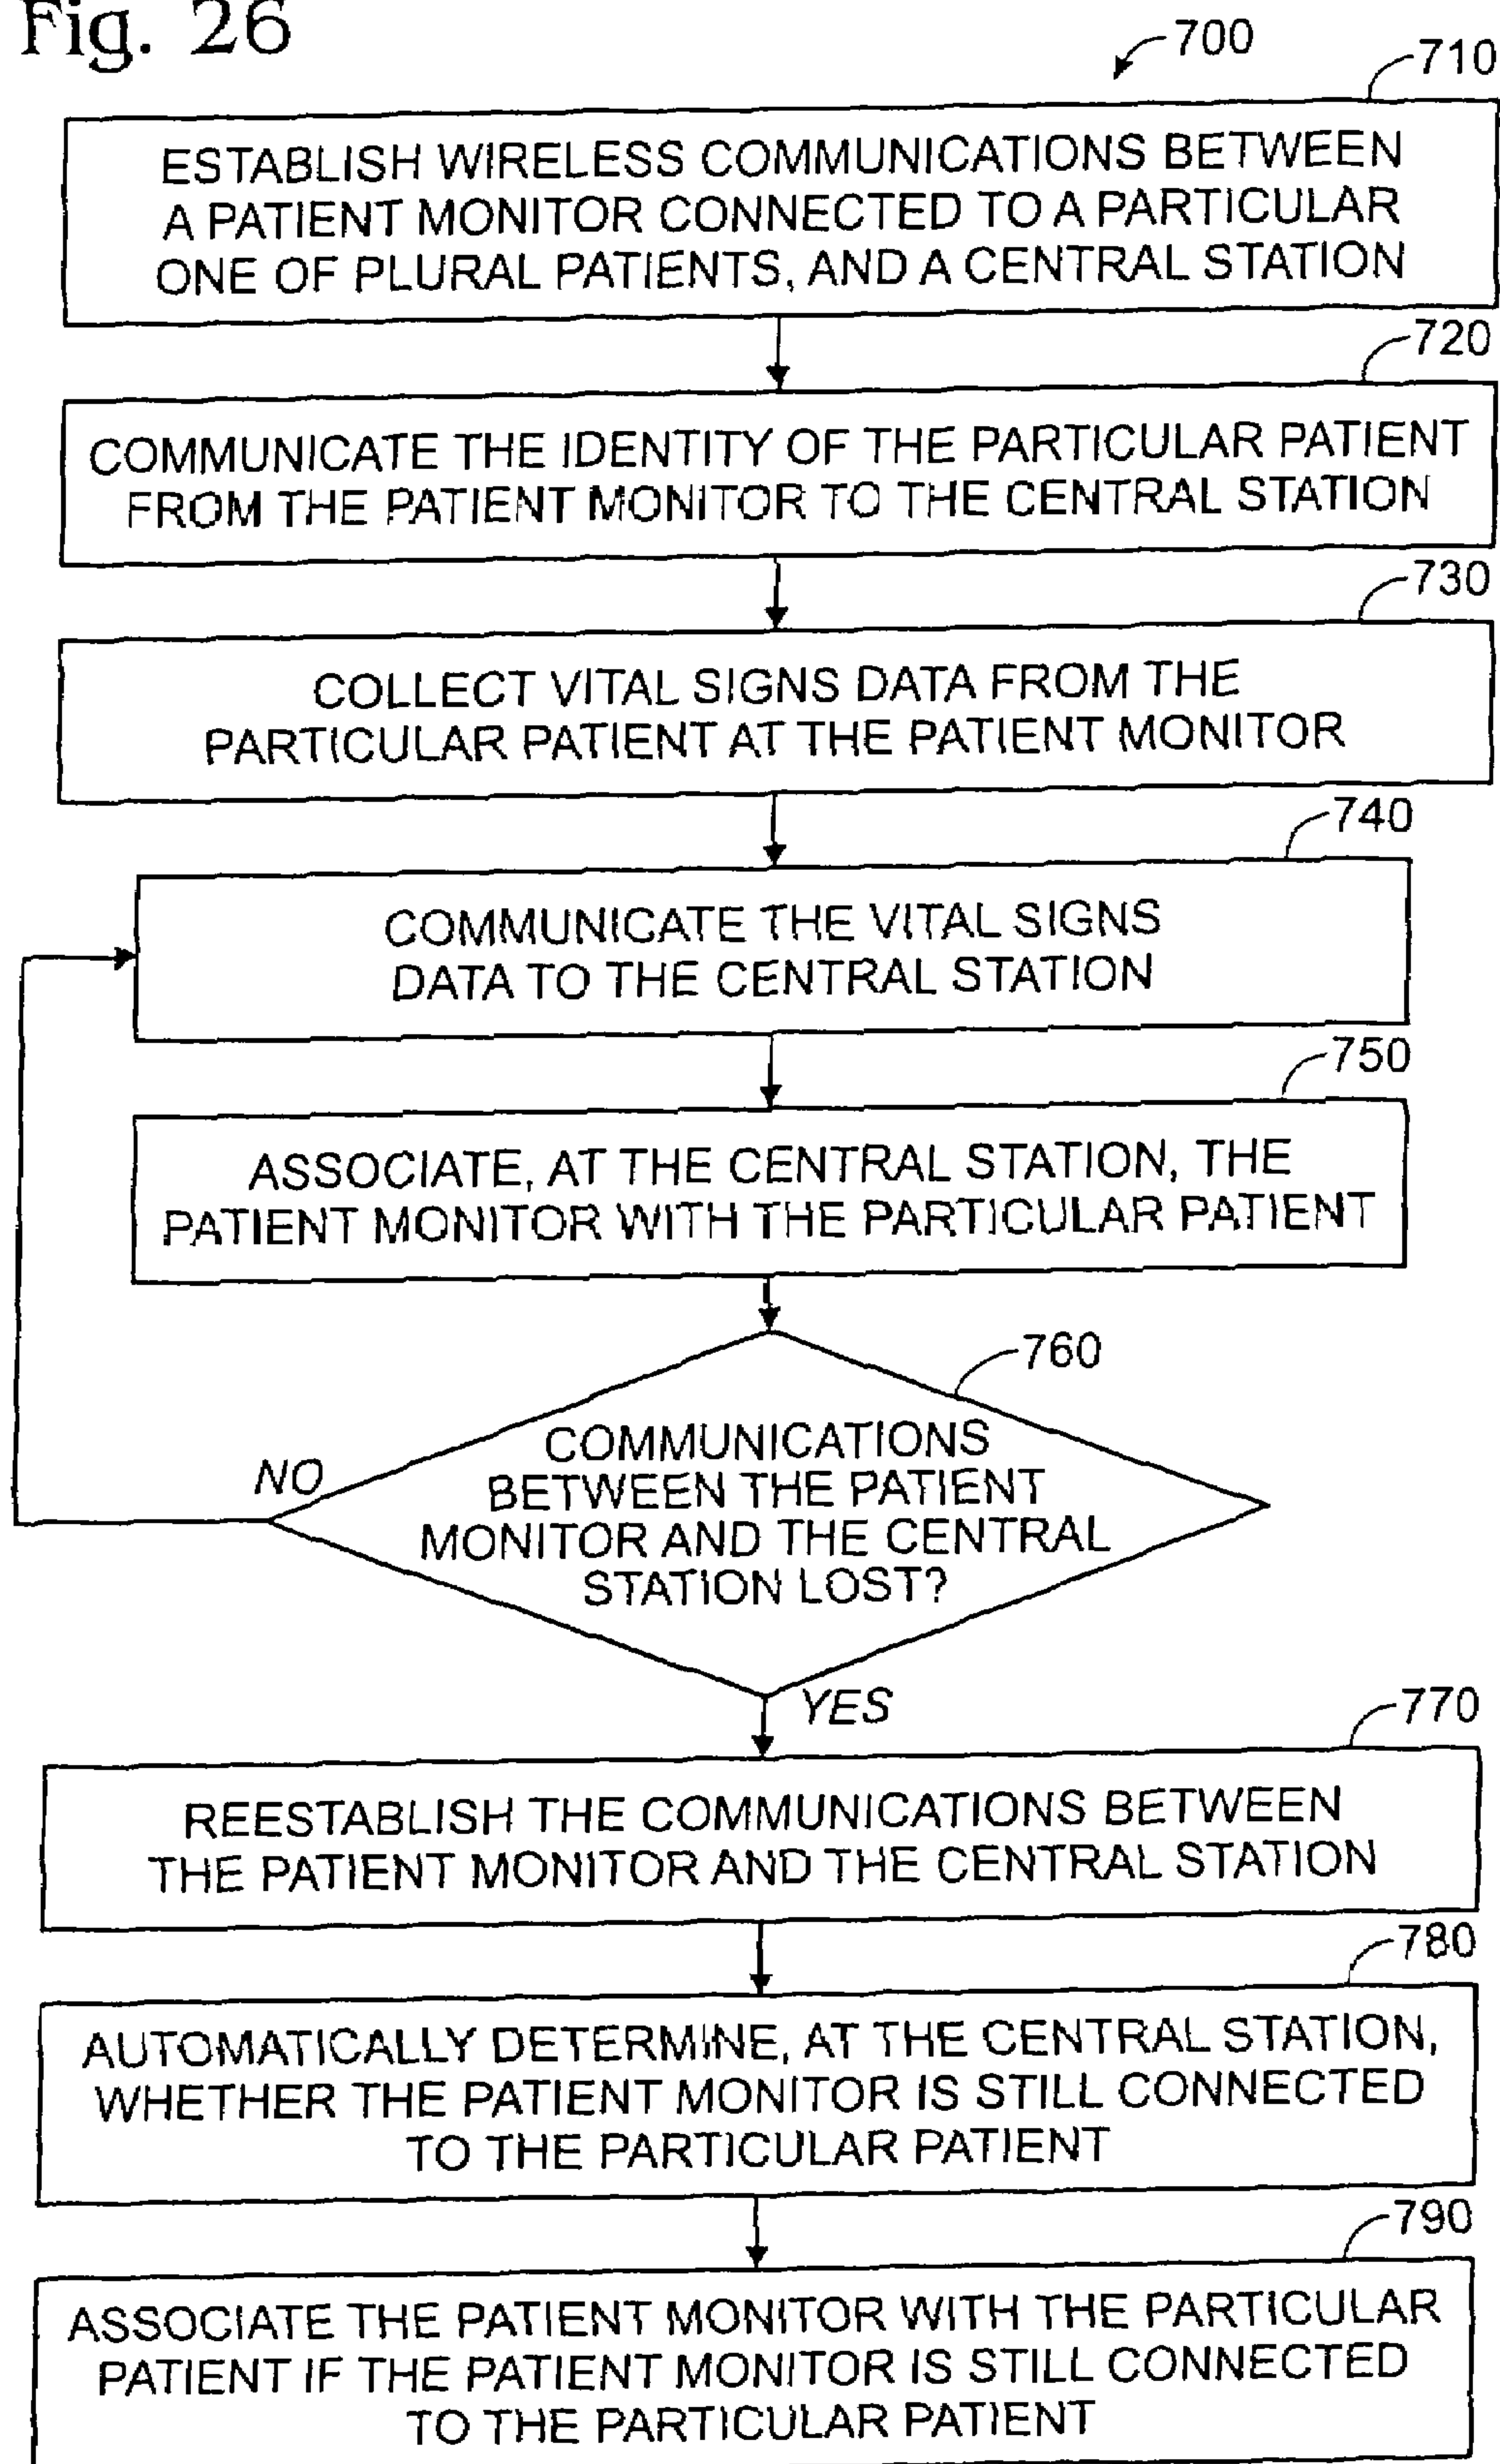 Fig. 26
700
710
ESTABLISH WIRELESS COMMUNICATIONS BETWEEN
A PATIENT MONITOR CONNECTED TO A PARTICULAR
ONE OF PLURAL PATIENTS, AND A CENTRAL STATION
720
COMMUNICATE THE IDENTITY OF THE PARTICULAR PATIENT
FROM THE PATIENT MONITOR TO THE CENTRAL STATION
730
COLLECT VITAL SIGNS DATA FROM THE
PARTICULAR PATIENT AT THE PATIENT MONITOR
740
COMMUNICATE THE VITAL SIGNS
DATA TO THE CENTRAL STATION
750
ASSOCIATE, AT THE CENTRAL STATION, THE
PATIENT MONITOR WITH THE PARTICULAR PATIENT
760
COMMUNICATIONS
BETWEEN THE PATIENT
MONITOR AND THE CENTRAL
STATION LOST?
NO
YES
770
REESTABLISH THE COMMUNICATIONS BETWEEN
THE PATIENT MONITOR AND THE CENTRAL STATION
780
AUTOMATICALLY DETERMINE, AT THE CENTRAL STATION,
WHETHER THE PATIENT MONITOR IS STILL CONNECTED
TO THE PARTICULAR PATIENT
790
ASSOCIATE THE PATIENT MONITOR WITH THE PARTICULAR
PATIENT IF THE PATIENT MONITOR IS STILL CONNECTED
TO THE PARTICULAR PATIENT